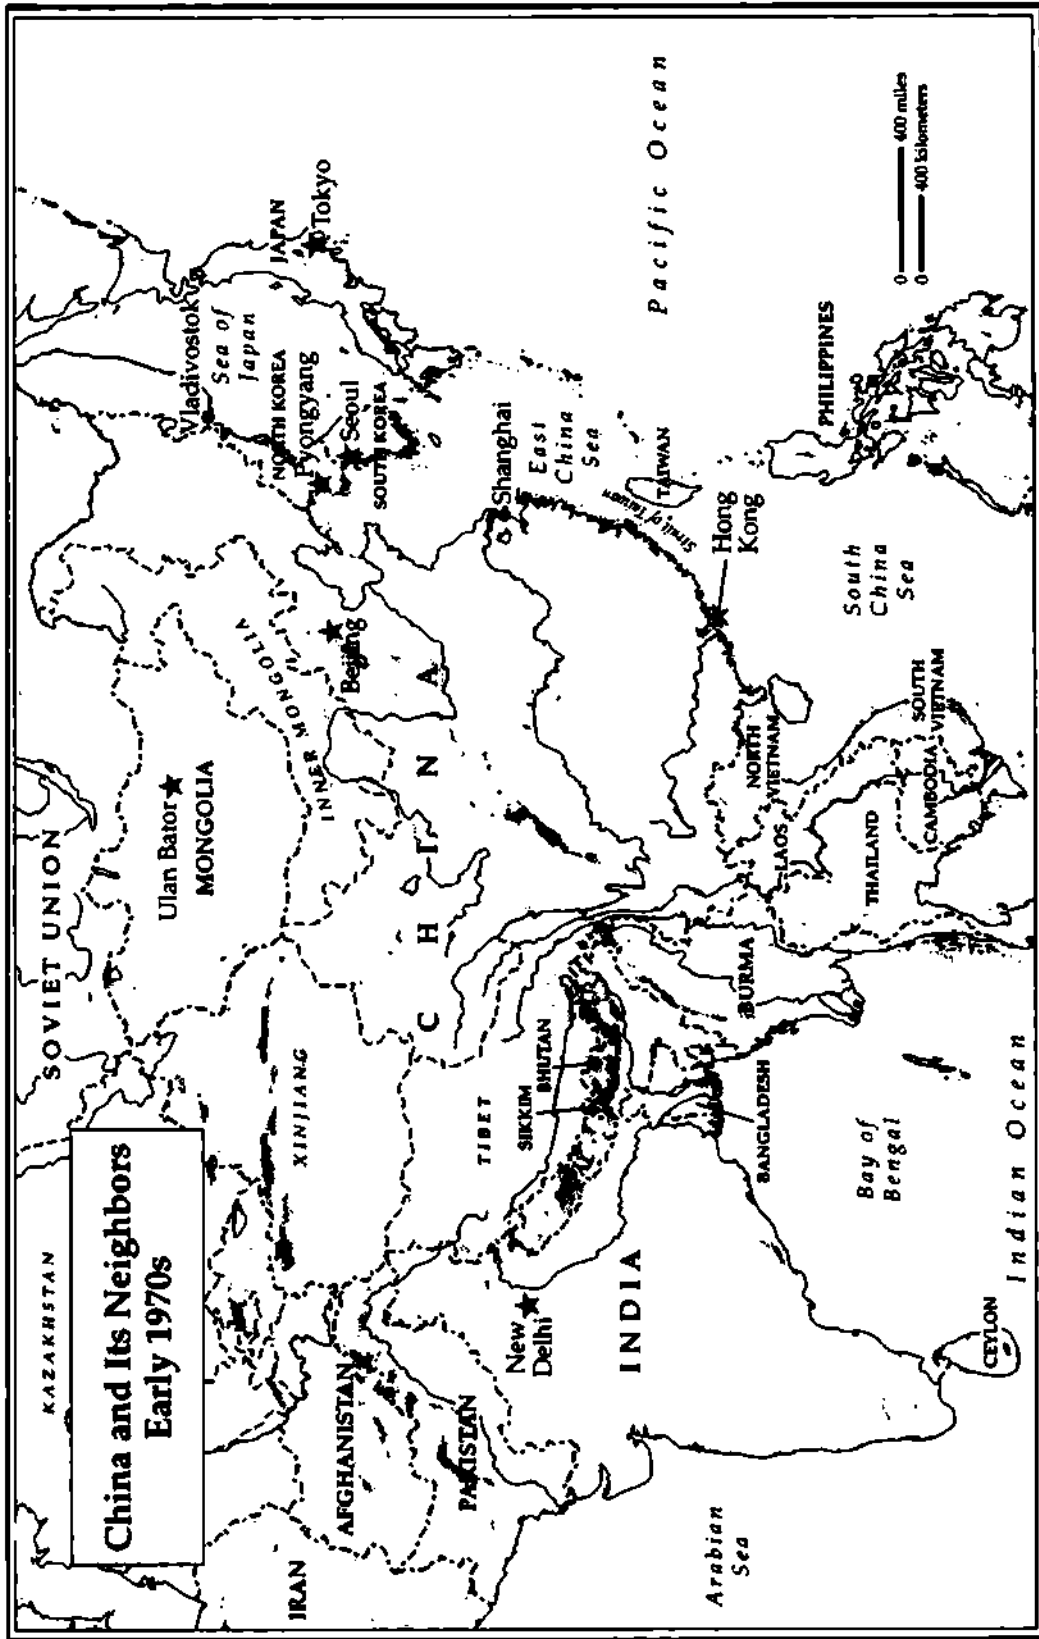 China and Its Neighbors
Early 1970s
KAZAKHSTAN
SOVIET UNION
Ulan Bator
MONGOLIA
INNER MONGOLIA
XINJIANG
IRAN
AFGHANISTAN
PAKISTAN
CHINA
TIBET
Beijing
Vladivostok
Sea of
Japan
JAPAN
Tokyo
NORTH KOREA
Pyongyang
Seoul
SOUTH KOREA
Shanghai
East
China
Sea
Strait of Taiwan
TAIWAN
Hong
Kong
Pacific Ocean
New
Delhi
INDIA
SIKKIM
BHUTAN
BANGLADESH
BURMA
LAOS
NORTH
VIETNAM
THAILAND
CAMBODIA
SOUTH
VIETNAM
South
China
Sea
PHILIPPINES
Arabian
Sea
Bay of
Bengal
CEYLON
Indian Ocean
0 400 miles
0 400 kilometers